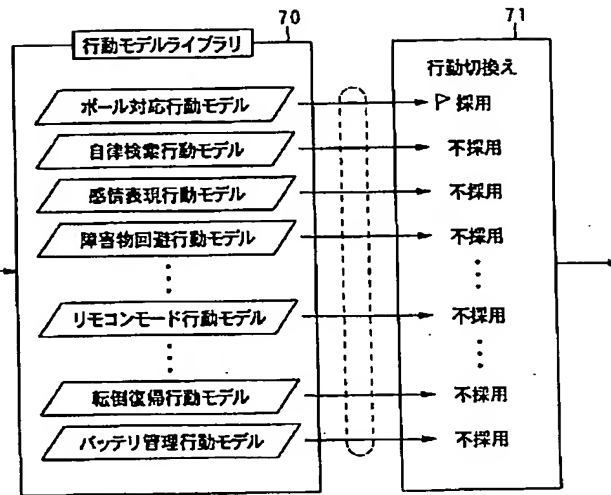 70
71
行動モデルライブラリ
行動切換え
ボール対応行動モデル
採用
自律検索行動モデル
不採用
感情表現行動モデル
不採用
障害物回避行動モデル
不採用
リモコンモード行動モデル
不採用
転倒復帰行動モデル
不採用
バッテリ管理行動モデル
不採用